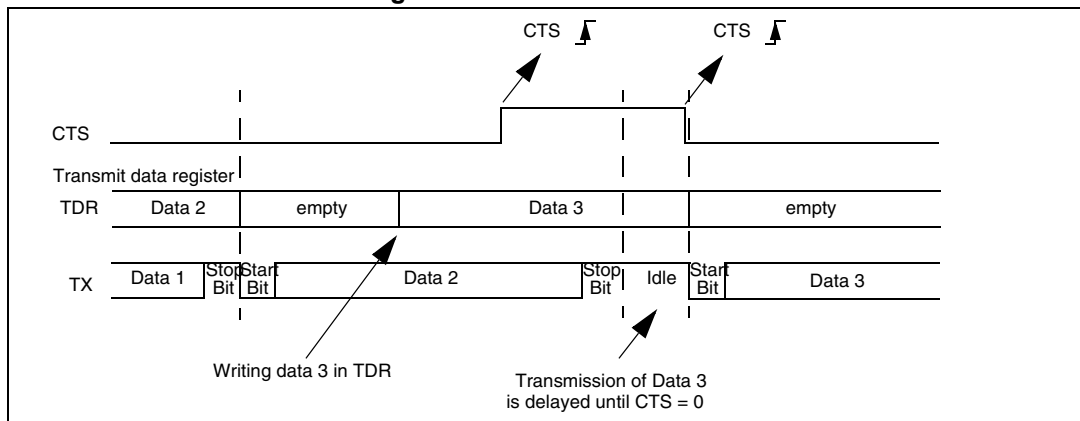 CTS CTS
CTS
Transmit data register
TDR Data 2 empty Data 3 empty
TX Data 1 Stop Bit Start Bit Data 2 Stop Bit Idle Start Bit Data 3
Writing data 3 in TDR
Transmission of Data 3
is delayed until CTS = 0